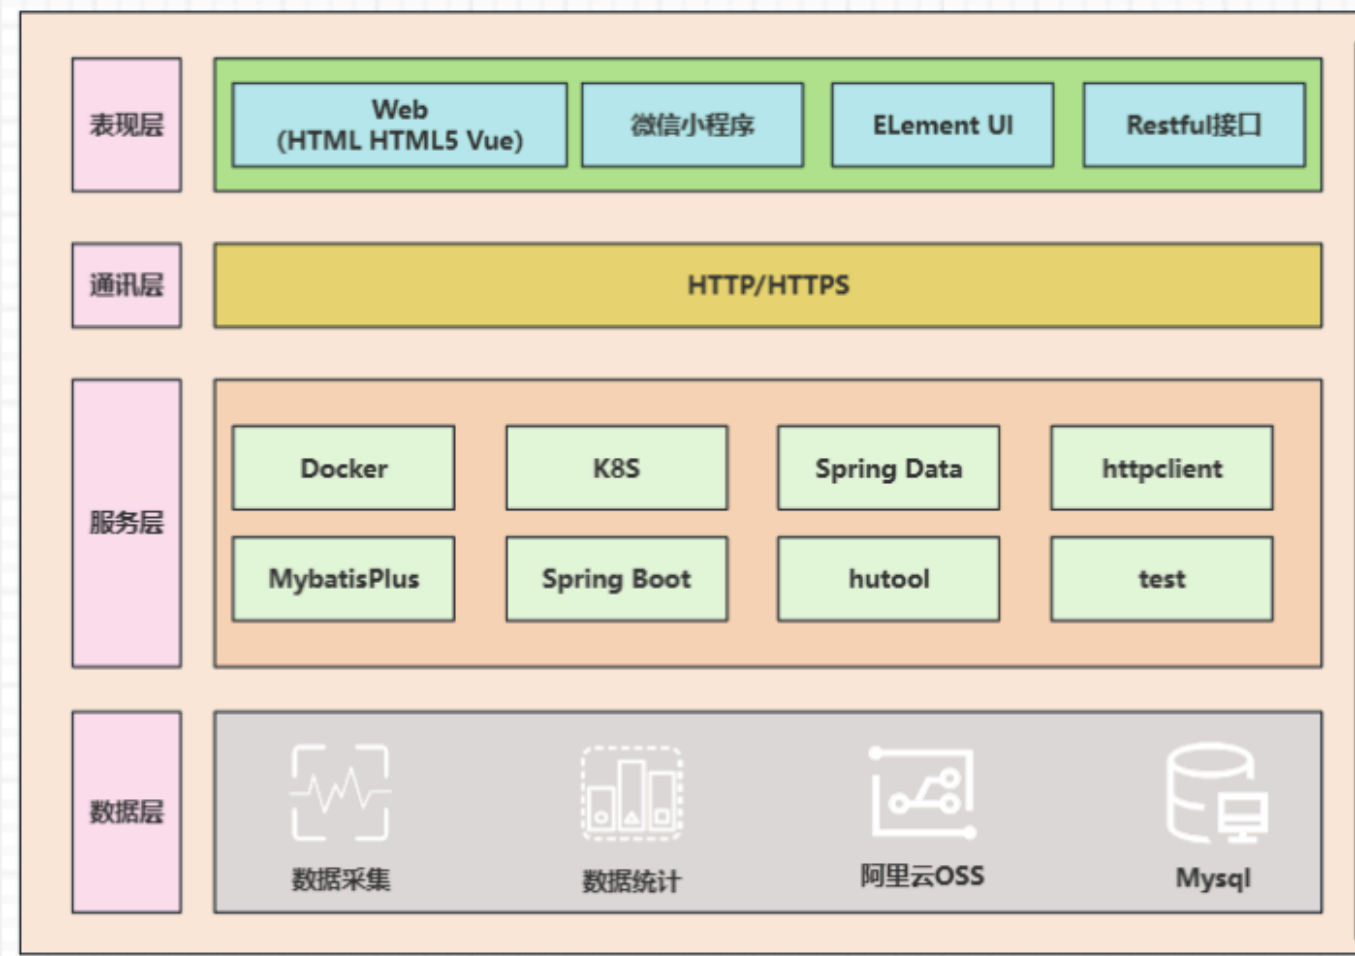 表现层
Web
(HTML HTML5 Vue)
微信小程序
ELement UI
Restful接口
通讯层
HTTP/HTTPS
服务层
Docker
K8S
Spring Data
httpclient
MybatisPlus
Spring Boot
hutool
test
数据层
数据采集
数据统计
阿里云OSS
Mysql